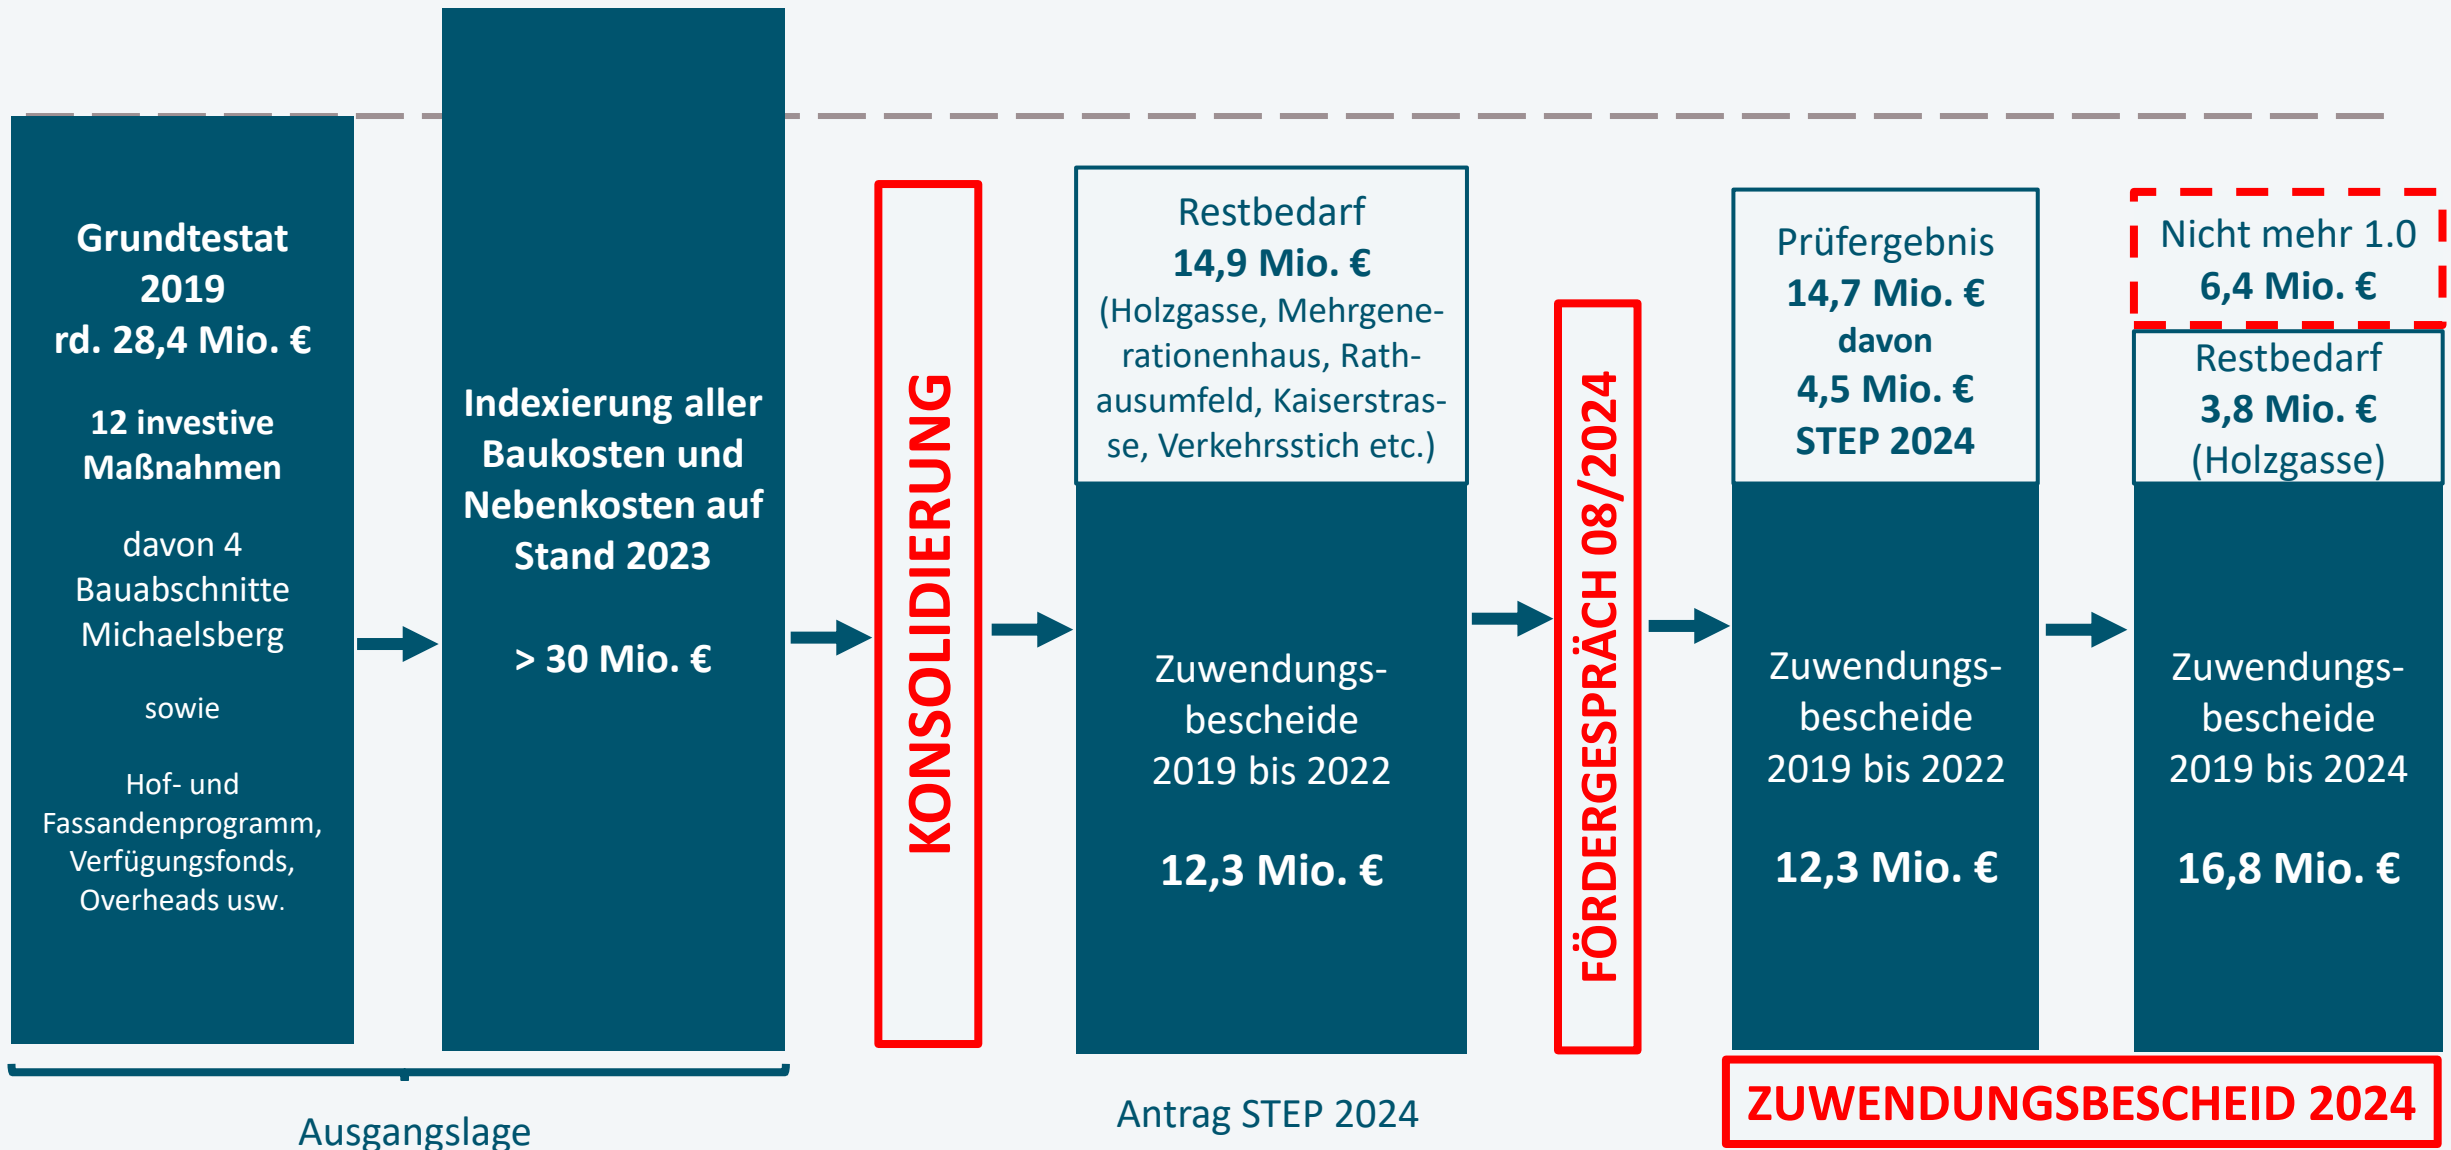 Grundtestat
2019
rd. 28,4 Mio. €
12 investive
Maßnahmen
davon 4
Bauabschnitte
Michaelsberg
sowie
Hof- und
Fassandenprogramm,
Verfügungsfonds,
Overheads usw.
Indexierung aller
Baukosten und
Nebenkosten auf
Stand 2023
> 30 Mio. €
Ausgangslage
KONSOLIDIERUNG
Restbedarf
14,9 Mio. €
(Holzgasse, Mehrgene-
rationenhaus, Rath-
ausumfeld, Kaiserstras-
se, Verkehrsstich etc.)
Zuwendungs-
bescheide
2019 bis 2022
12,3 Mio. €
Antrag STEP 2024
FÖRDERGESPRÄCH 08/2024
Prüfergebnis
14,7 Mio. €
davon
4,5 Mio. €
STEP 2024
Zuwendungs-
bescheide
2019 bis 2022
12,3 Mio. €
Nicht mehr 1.0
6,4 Mio. €
Restbedarf
3,8 Mio. €
(Holzgasse)
Zuwendungs-
bescheide
2019 bis 2024
16,8 Mio. €
ZUWENDUNGSBESCHEID 2024